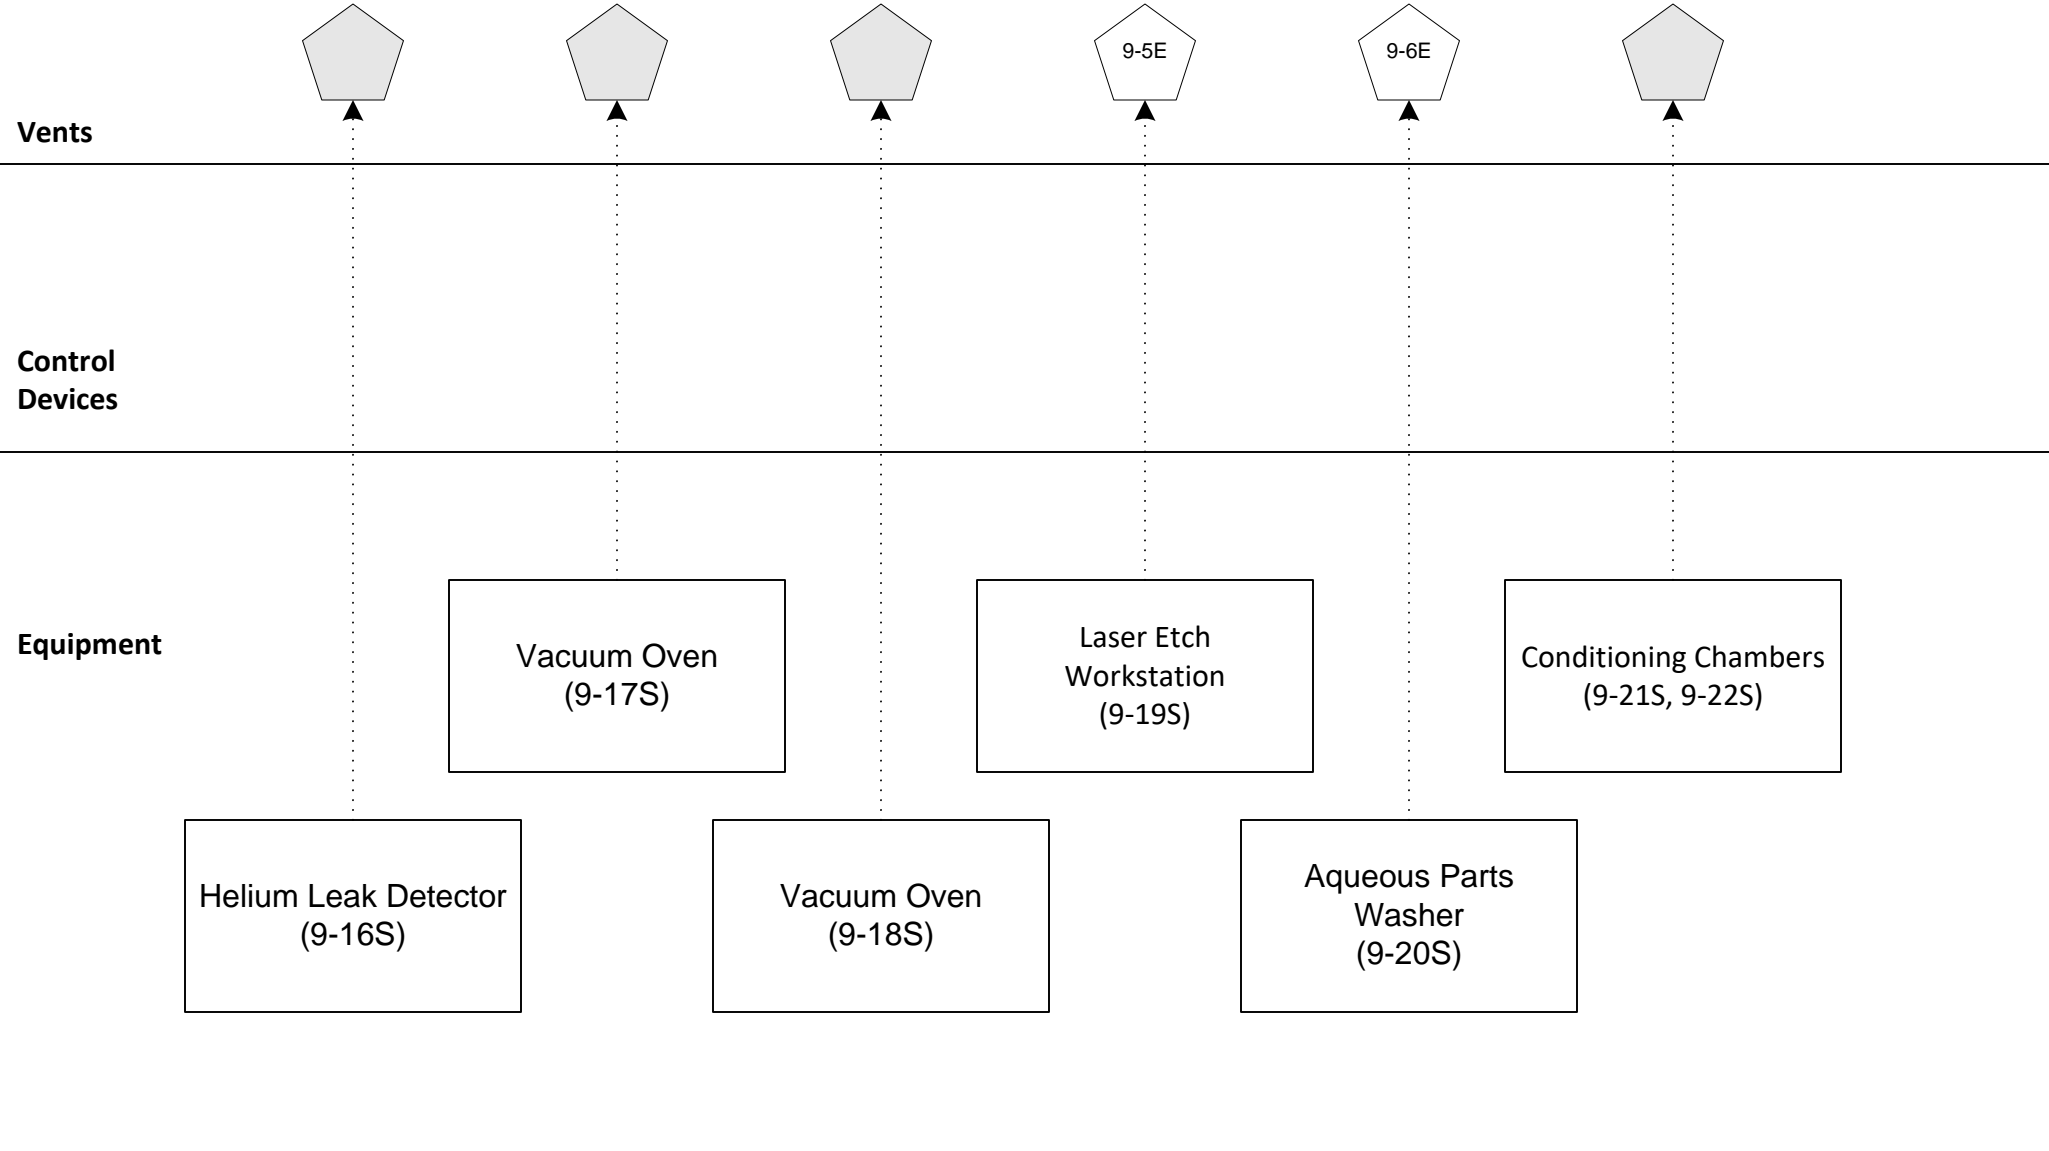 9-5E
9-6E
Vents
Control
Devices
Equipment
Vacuum Oven
(9-17S)
Laser Etch
Workstation
(9-19S)
Conditioning Chambers
(9-21S, 9-22S)
Helium Leak Detector
(9-16S)
Vacuum Oven
(9-18S)
Aqueous Parts
Washer
(9-20S)